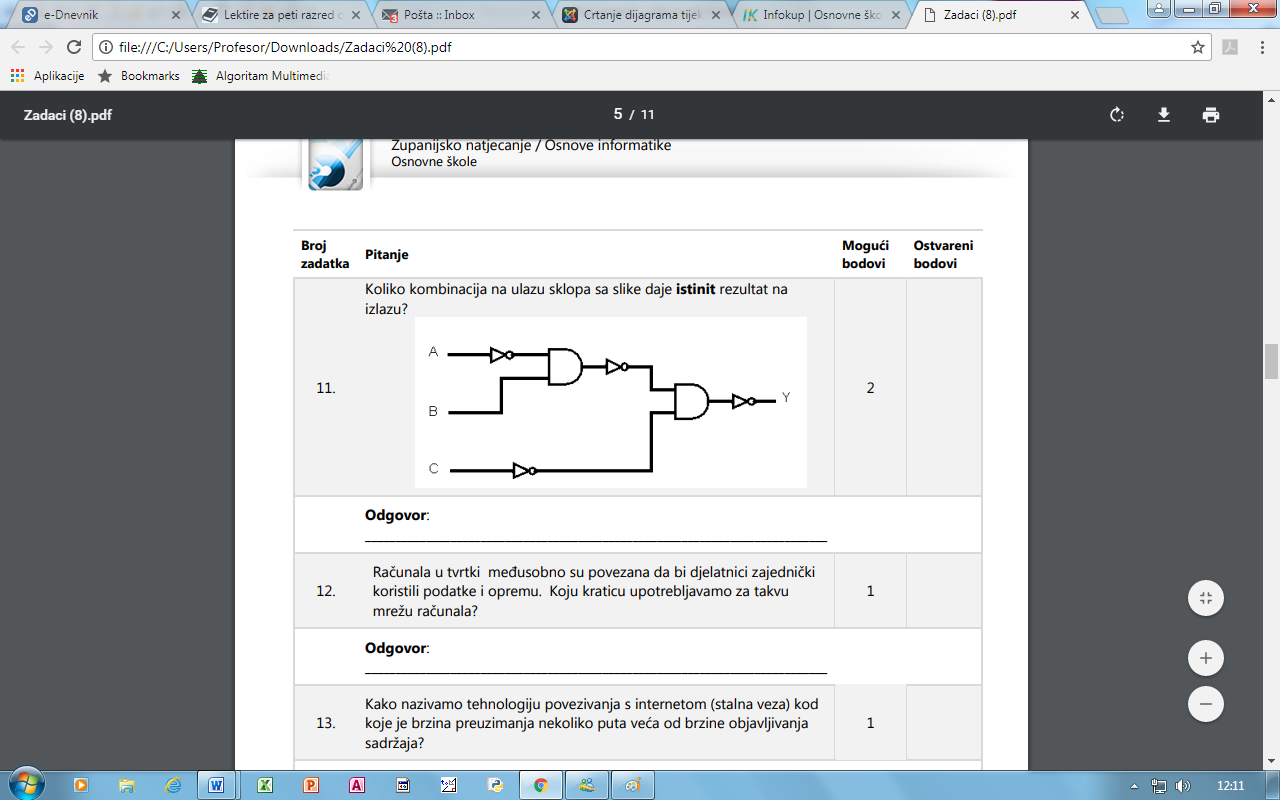 e-Dnevnik
Lektire za peti razred
Pošta :: Inbox
Crtanje dijagrama tijek
Infokup | Osnovne ško
Zadaci (8).pdf
file:///C:/Users/Profesor/Downloads/Zadaci%20(8).pdf
Aplikacije
Bookmarks
Algoritam Multimedi
Zadaci (8).pdf
5 / 11
Županijsko natjecanje / Osnove informatike
Osnovne škole
Broj zadatka
Pitanje
Mogući bodovi
Ostvareni bodovi
11.
Koliko kombinacija na ulazu sklopa sa slike daje istinit rezultat na
izlazu?
A
B
C
Y
2
Odgovor:
12.
Računala u tvrtki međusobno su povezana da bi djelatnici zajednički
koristili podatke i opremu. Koju kraticu upotrebljavamo za takvu
mrežu računala?
1
Odgovor:
13.
Kako nazivamo tehnologiju povezivanja s internetom (stalna veza) kod
koje je brzina preuzimanja nekoliko puta veća od brzine objavljivanja
sadržaja?
1
12:11